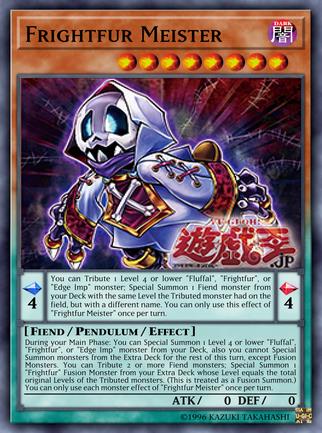 Frightfur Meister
DARK
闇
YU-GI-OH!
遊戯王
.JP
4
You can Tribute 1 Level 4 or lower "Fluffal", "Frightfur", or
"Edge Imp" monster; Special Summon 1 Fiend monster from
your Deck with the same Level the Tributed monster had on the
field, but with a different name. You can only use this effect of
"Frightfur Meister" once per turn.
4
[Fiend / Pendulum / Effect]
During your Main Phase: You can Special Summon 1 Level 4 or lower "Fluffal",
"Frightfur", or "Edge Imp" monster from your Deck, also you cannot Special
Summon monsters from the Extra Deck for the rest of this turn, except Fusion
Monsters. You can Tribute 2 or more Fiend monsters; Special Summon 1
"Frightfur" Fusion Monster from your Extra Deck whose Level equals the total
original Levels of the Tributed monsters. (This is treated as a Fusion Summon.)
You can only use each monster effect of "Frightfur Meister" once per turn.
ATK/ 0 DEF/ 0
©1996 KAZUKI TAKAHASHI